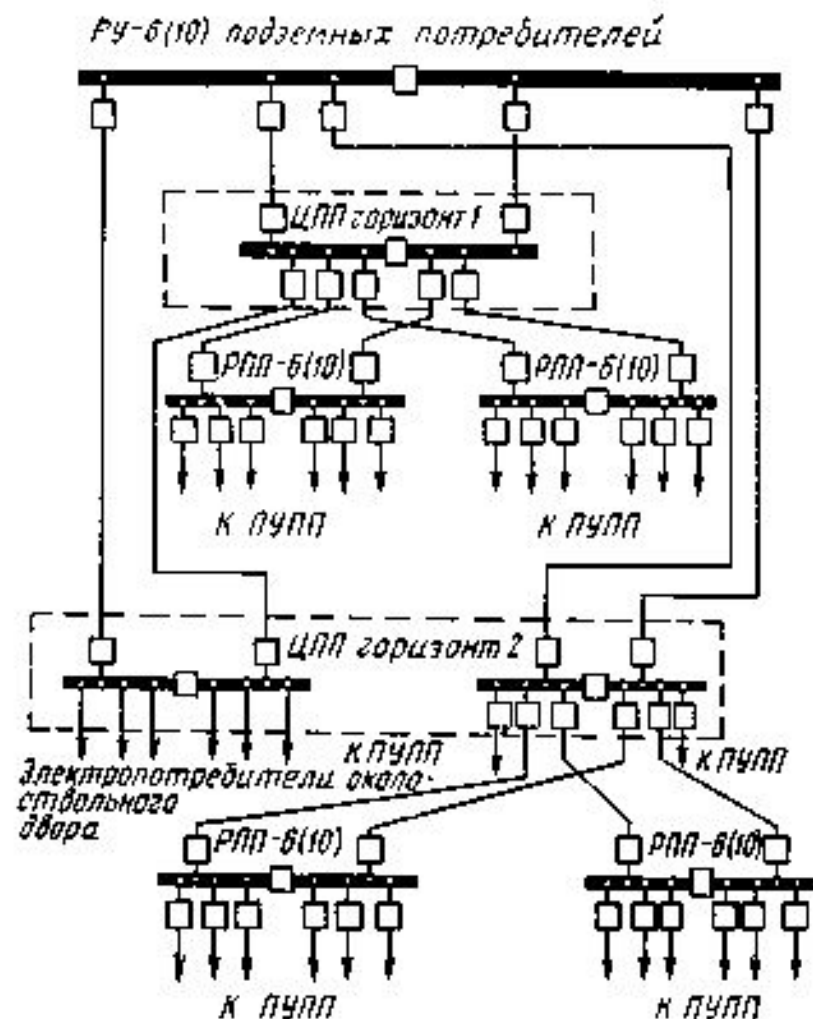 РУ-6(10) подземных потребителей
ЦПП горизонт 1
РПП-6(10)
РПП-6(10)
К ПУПП
К ПУПП
ЦПП горизонт 2
К ПУПП
К ПУПП
Электропотребители около-
ствольного
двора
РПП-6(10)
РПП-6(10)
К ПУПП
К ПУПП